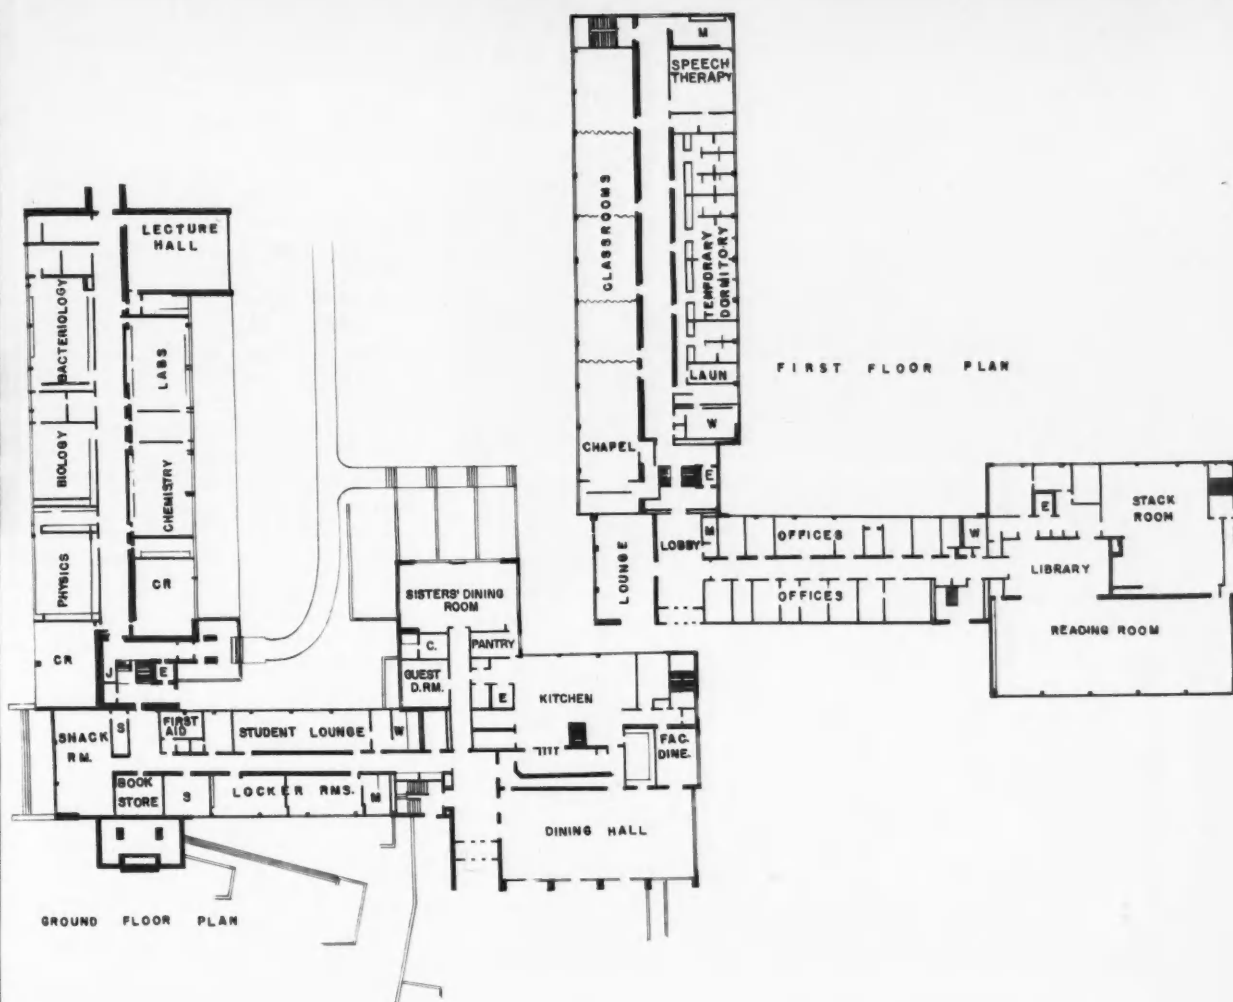 M
SPEECH
THERAPY
CLASSROOMS
TEMPORARY
DORMITORY
LAUN
W
CHAPEL
E
FIRST FLOOR PLAN
LOUNGE
LOBBY
M
OFFICES
W
OFFICES
E
STACK
ROOM
LIBRARY
READING ROOM
LECTURE
HALL
BACTERIOLOGY
LABS
BIOLOGY
CHEMISTRY
PHYSICS
CR
CR
J
E
SISTERS' DINING
ROOM
C.
PANTRY
GUEST
D.RM.
E
KITCHEN
FAC.
DINE.
SNACK
RM.
S
FIRST
AID
STUDENT LOUNGE
W
BOOK
STORE
S
LOCKER RMS.
M
DINING HALL
GROUND FLOOR PLAN